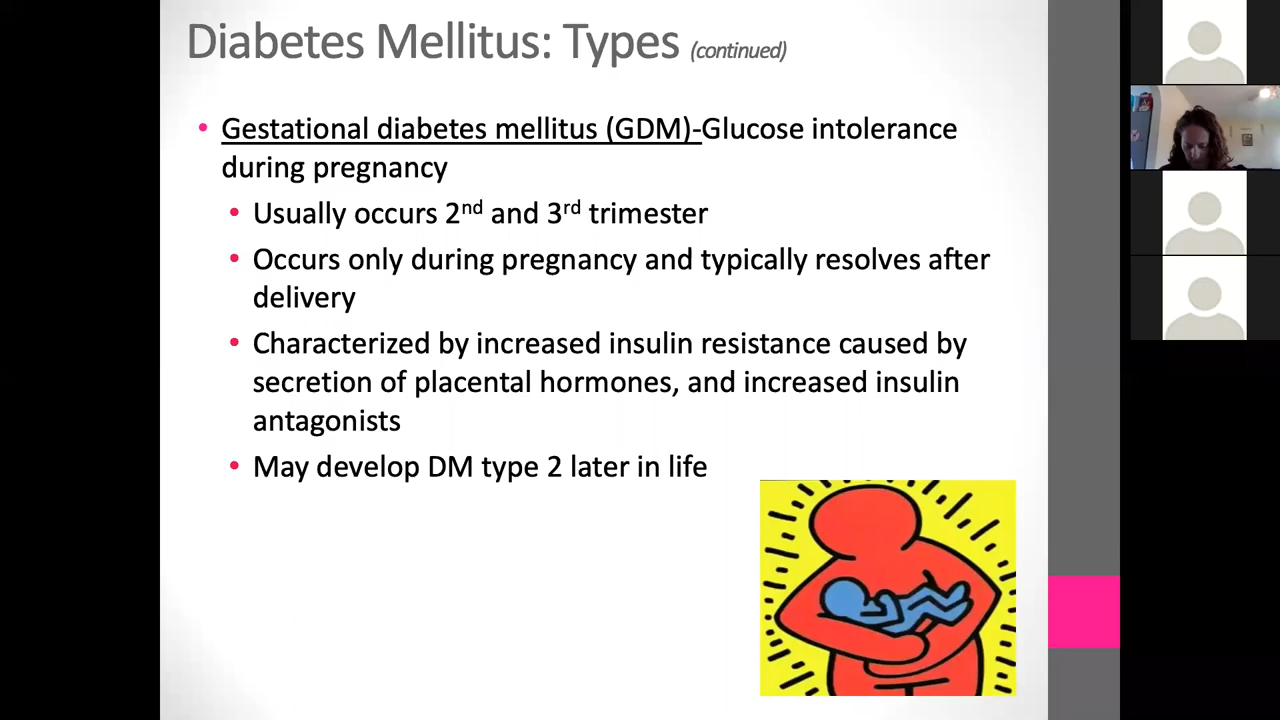 Diabetes Mellitus: Types (continued)
• Gestational diabetes mellitus (GDM)-Glucose intolerance
during pregnancy
• Usually occurs 2nd and 3rd trimester
• Occurs only during pregnancy and typically resolves after
delivery
• Characterized by increased insulin resistance caused by
secretion of placental hormones, and increased insulin
antagonists
• May develop DM type 2 later in life